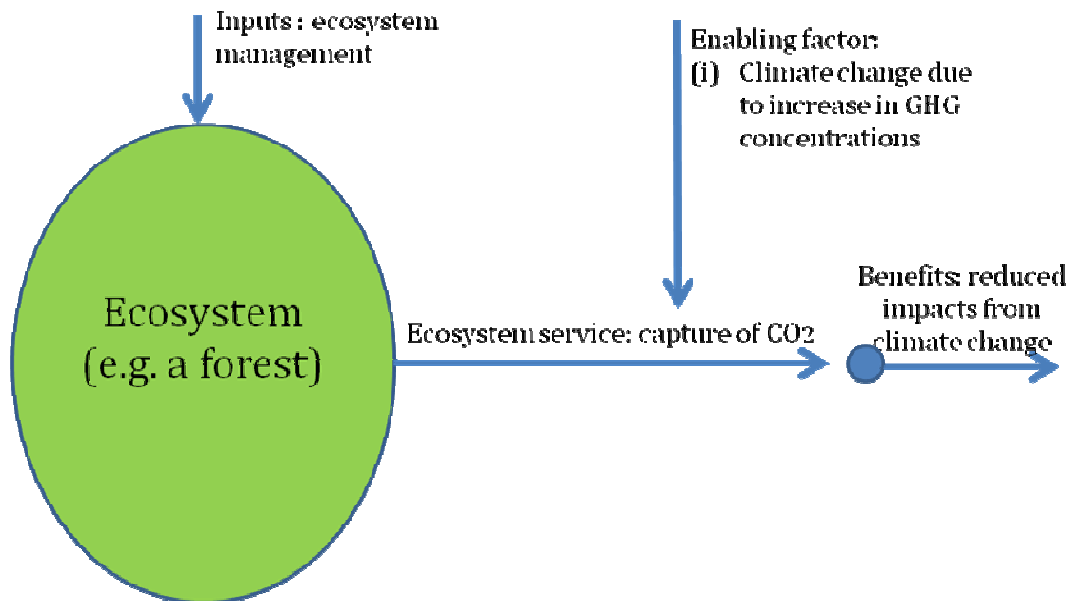 Inputs : ecosystem
management
Enabling factor:
(i) Climate change due
to increase in GHG
concentrations
Ecosystem
(e.g. a forest)
Ecosystem service: capture of CO2
Benefits: reduced
impacts from
climate change